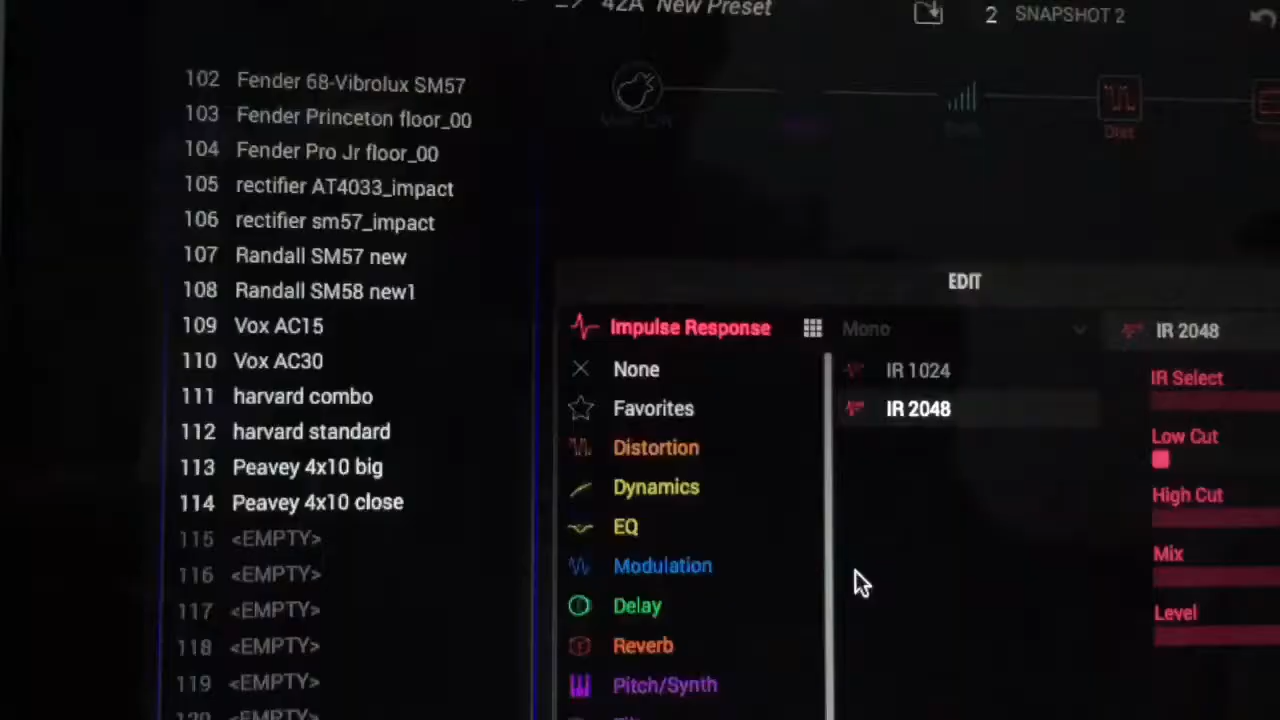 42A New Preset
2 SNAPSHOT 2
102 Fender 68-Vibrolux SM57
103 Fender Princeton floor_00
104 Fender Pro Jr floor_00
105 rectifier AT4033_impact
106 rectifier sm57_impact
107 Randall SM57 new
108 Randall SM58 new1
109 Vox AC15
110 Vox AC30
111 harvard combo
112 harvard standard
113 Peavey 4x10 big
114 Peavey 4x10 close
115 <EMPTY>
116 <EMPTY>
117 <EMPTY>
118 <EMPTY>
119 <EMPTY>
120 <EMPTY>
Dist
EDIT
Impulse Response
None
Favorites
Distortion
Dynamics
EQ
Modulation
Delay
Reverb
Pitch/Synth
Mono
IR 1024
IR 2048
IR 2048
IR Select
Low Cut
High Cut
Mix
Level